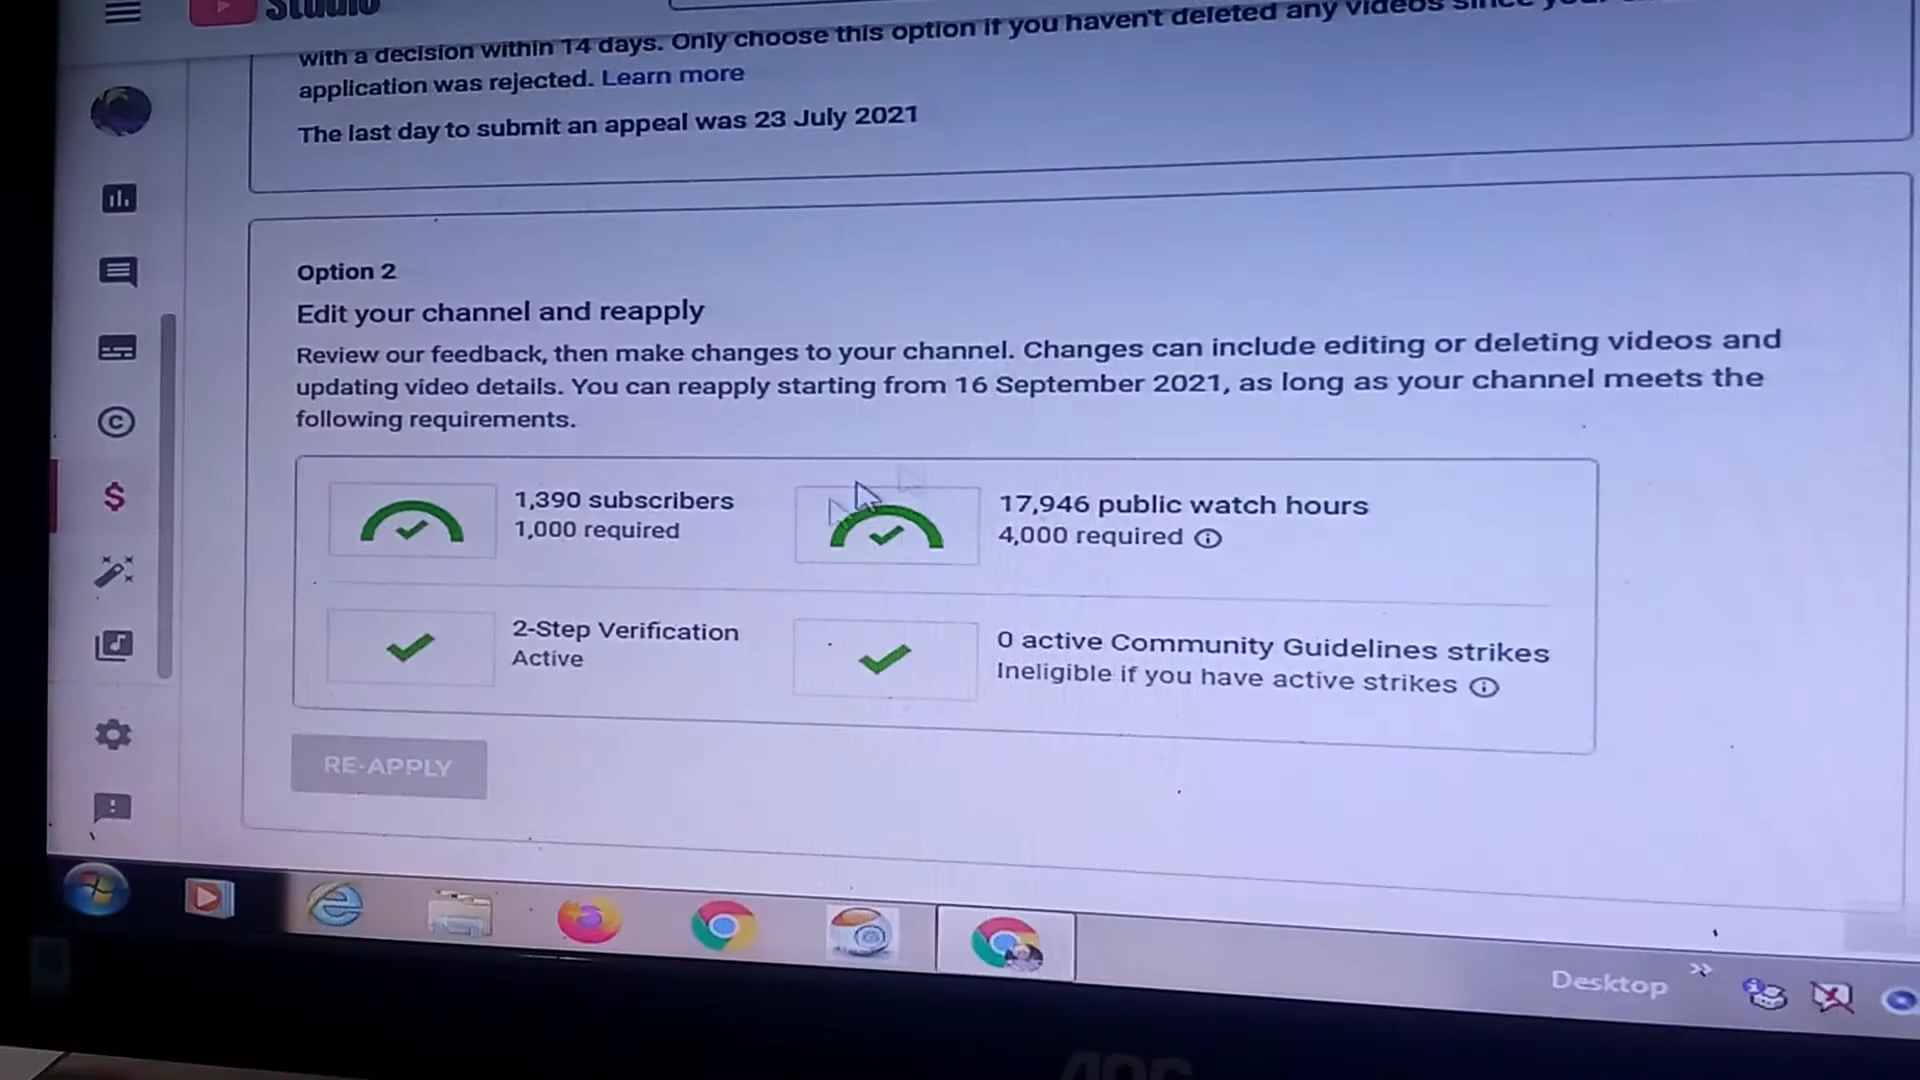 Studio
with a decision within 14 days. Only choose this option if you haven't deleted any videos since
application was rejected. Learn more
The last day to submit an appeal was 23 July 2021
Option 2
Edit your channel and reapply
Review our feedback, then make changes to your channel. Changes can include editing or deleting videos and
updating video details. You can reapply starting from 16 September 2021, as long as your channel meets the
following requirements.
1,390 subscribers
1,000 required
17,946 public watch hours
4,000 required
2-Step Verification
Active
0 active Community Guidelines strikes
Ineligible if you have active strikes
RE-APPLY
Desktop
AOC